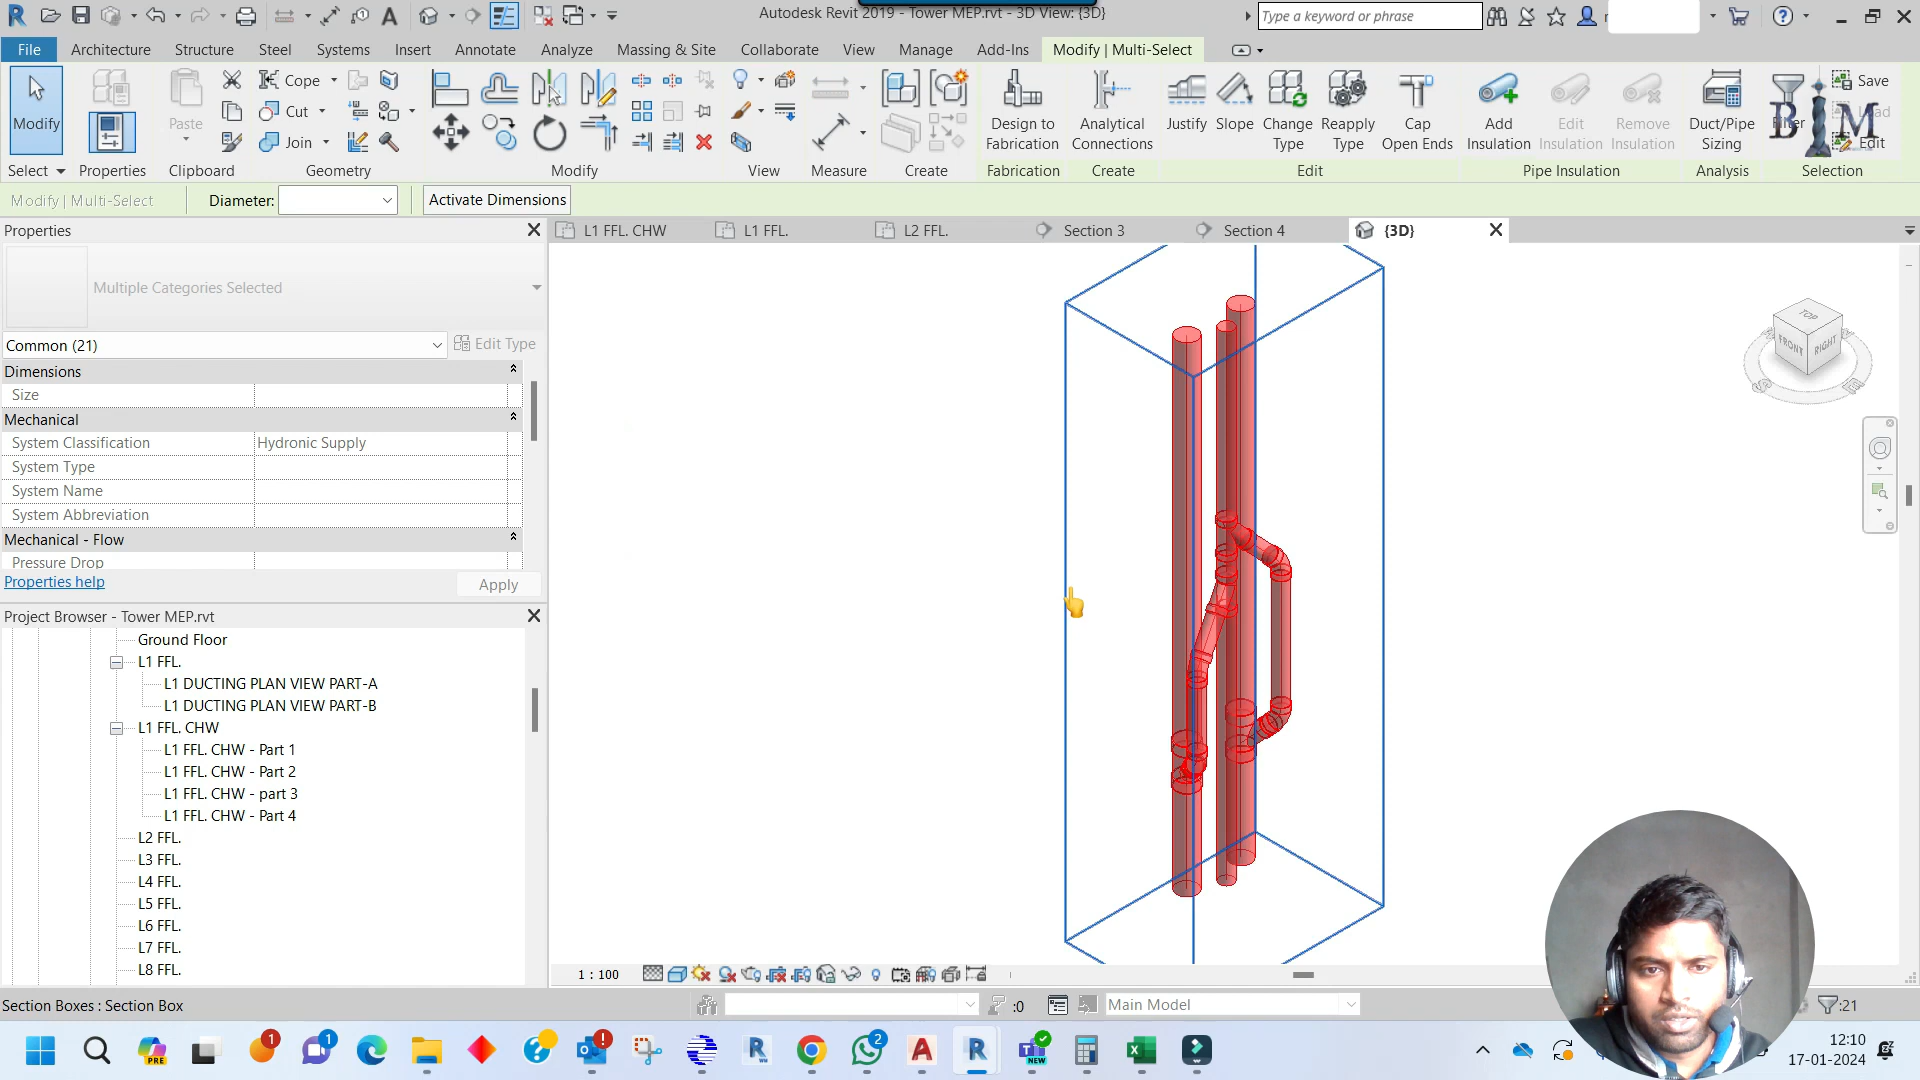 Autodesk Revit 2019 - Tower MEP.rvt - 3D View: {3D}
Type a keyword or phrase
File
Architecture
Structure
Steel
Systems
Insert
Annotate
Analyze
Massing & Site
Collaborate
View
Manage
Add-Ins
Modify | Multi-Select
Modify
Paste
Cope
Cut
Join
Design to
Fabrication
Analytical
Connections
Justify
Slope
Change
Type
Reapply
Type
Cap
Open Ends
Add
Insulation
Edit
Insulation
Remove
Insulation
Duct/Pipe
Sizing
Save
Edit
B M
Select
Properties
Clipboard
Geometry
Modify
View
Measure
Create
Fabrication
Create
Edit
Pipe Insulation
Analysis
Selection
Modify | Multi-Select
Diameter:
Activate Dimensions
Properties
L1 FFL. CHW
L1 FFL.
L2 FFL.
Section 3
Section 4
{3D}
Multiple Categories Selected
Common (21)
Edit Type
Dimensions
Size
Mechanical
System Classification
Hydronic Supply
System Type
System Name
System Abbreviation
Mechanical - Flow
Pressure Drop
Properties help
Apply
TOP
FRONT
RIGHT
S
E
Project Browser - Tower MEP.rvt
Ground Floor
L1 FFL.
L1 DUCTING PLAN VIEW PART-A
L1 DUCTING PLAN VIEW PART-B
L1 FFL. CHW
L1 FFL. CHW - Part 1
L1 FFL. CHW - Part 2
L1 FFL. CHW - part 3
L1 FFL. CHW - Part 4
L2 FFL.
L3 FFL.
L4 FFL.
L5 FFL.
L6 FFL.
L7 FFL.
L8 FFL.
1 : 100
Section Boxes : Section Box
:0
Main Model
:21
12:10
17-01-2024